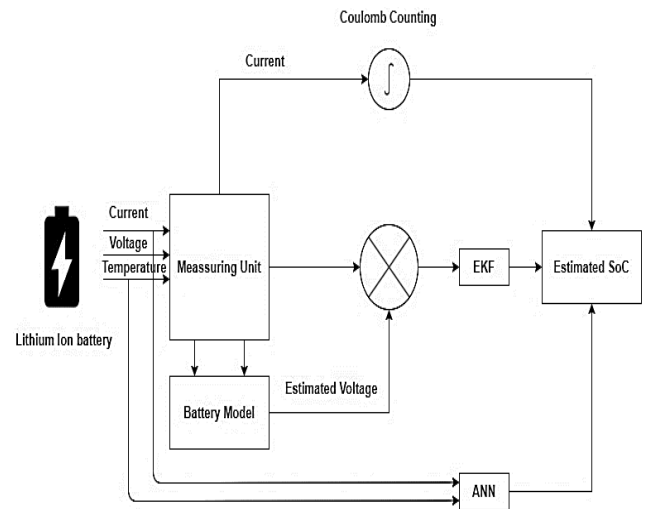 Coulomb Counting
Current
Current
Voltage
Temperature
Meassuring Unit
EKF
Estimated SoC
Lithium Ion battery
Estimated Voltage
Battery Model
ANN